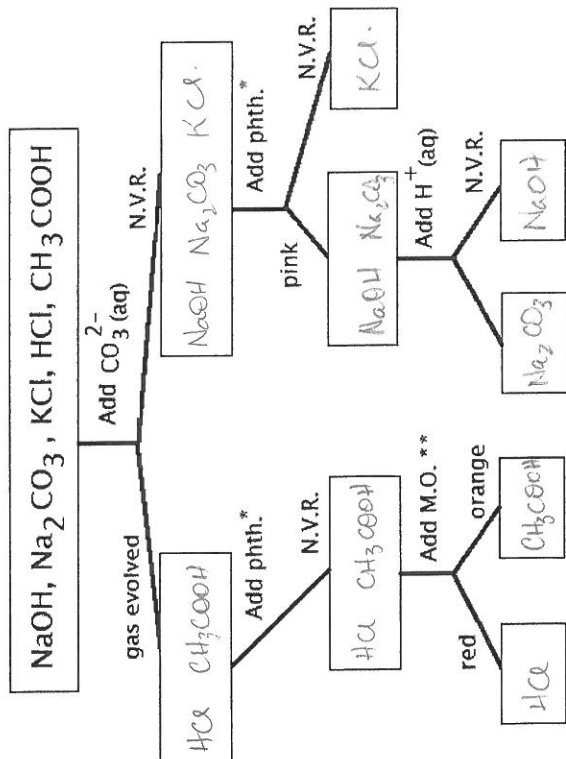 NaOH, Na2CO3, KCl, HCl, CH3COOH
Add CO3 2- (aq)
gas evolved
N.V.R.
HCl CH3COOH
NaOH Na2CO3 KCl.
Add phth.*
Add phth.*
N.V.R.
pink
N.V.R.
HCl CH3COOH
NaOH Na2CO3
KCl.
Add M.O. **
Add H+ (aq)
red
orange
N.V.R.
HCl
CH3COOH
Na2CO3
NaOH